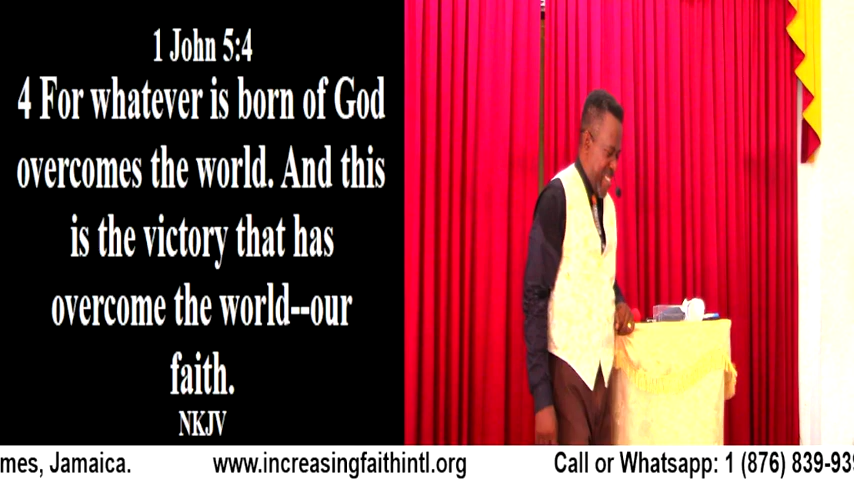 1 John 5:4
4 For whatever is born of God
overcomes the world. And this
is the victory that has
overcome the world--our
faith.
NKJV
mes, Jamaica. www.increasingfaithintl.org Call or Whatsapp: 1 (876) 839-939